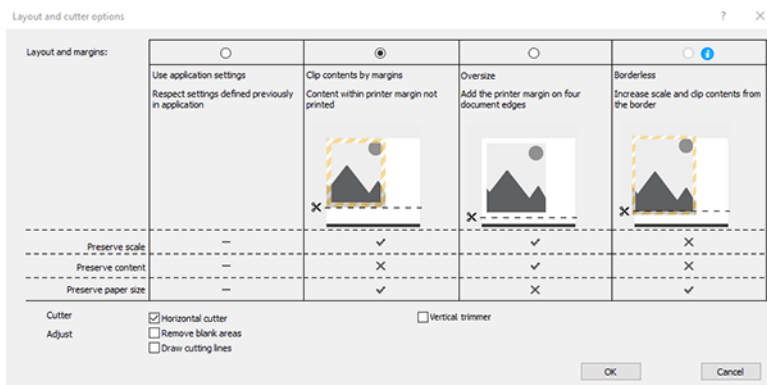 Layout and cutter options
Layout and margins:
Use application settings
Respect settings defined previously
in application
Clip contents by margins
Content within printer margin not
printed
Oversize
Add the printer margin on four
document edges
Borderless
Increase scale and clip contents from
the border
Preserve scale
Preserve content
Preserve paper size
Cutter
Horizontal cutter
Vertical trimmer
Adjust
Remove blank areas
Draw cutting lines
OK
Cancel